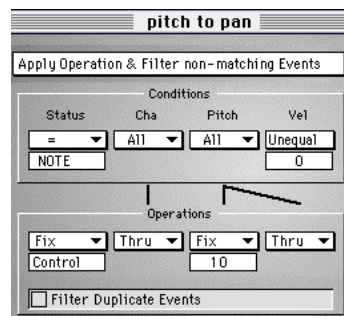 pitch to pan
Apply Operation & Filter non-matching Events
Conditions
Status Cha Pitch Vel
= All All Unequal
NOTE 0
Operations
Fix Thru Fix Thru
Control 10
Filter Duplicate Events